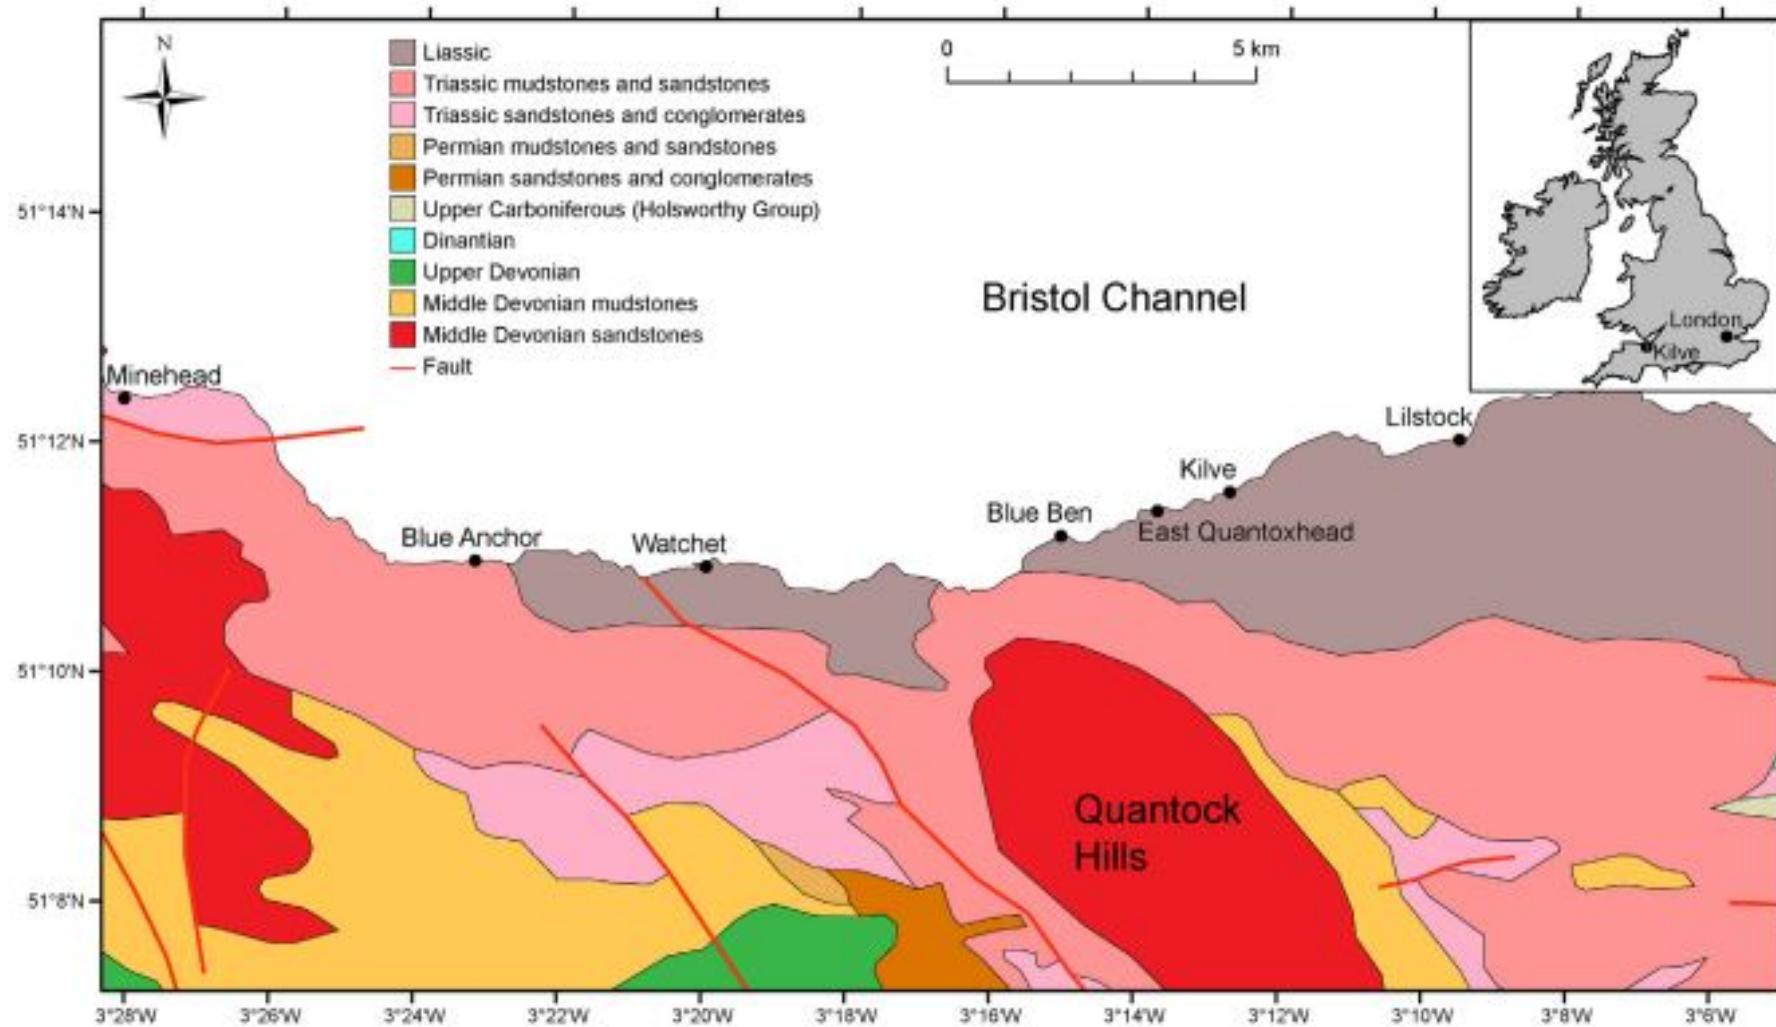 N
Liassic
Triassic mudstones and sandstones
Triassic sandstones and conglomerates
Permian mudstones and sandstones
Permian sandstones and conglomerates
Upper Carboniferous (Holsworthy Group)
Dinantian
Upper Devonian
Middle Devonian mudstones
Middle Devonian sandstones
Fault
0 5 km
London
Kilve
51°14'N
Bristol Channel
Minehead
51°12'N
Lilstock
Kilve
Blue Ben
East Quantoxhead
Blue Anchor
Watchet
51°10'N
Quantock
Hills
51°8'N
3°28'W 3°26'W 3°24'W 3°22'W 3°20'W 3°18'W 3°16'W 3°14'W 3°12'W 3°10'W 3°8'W 3°6'W